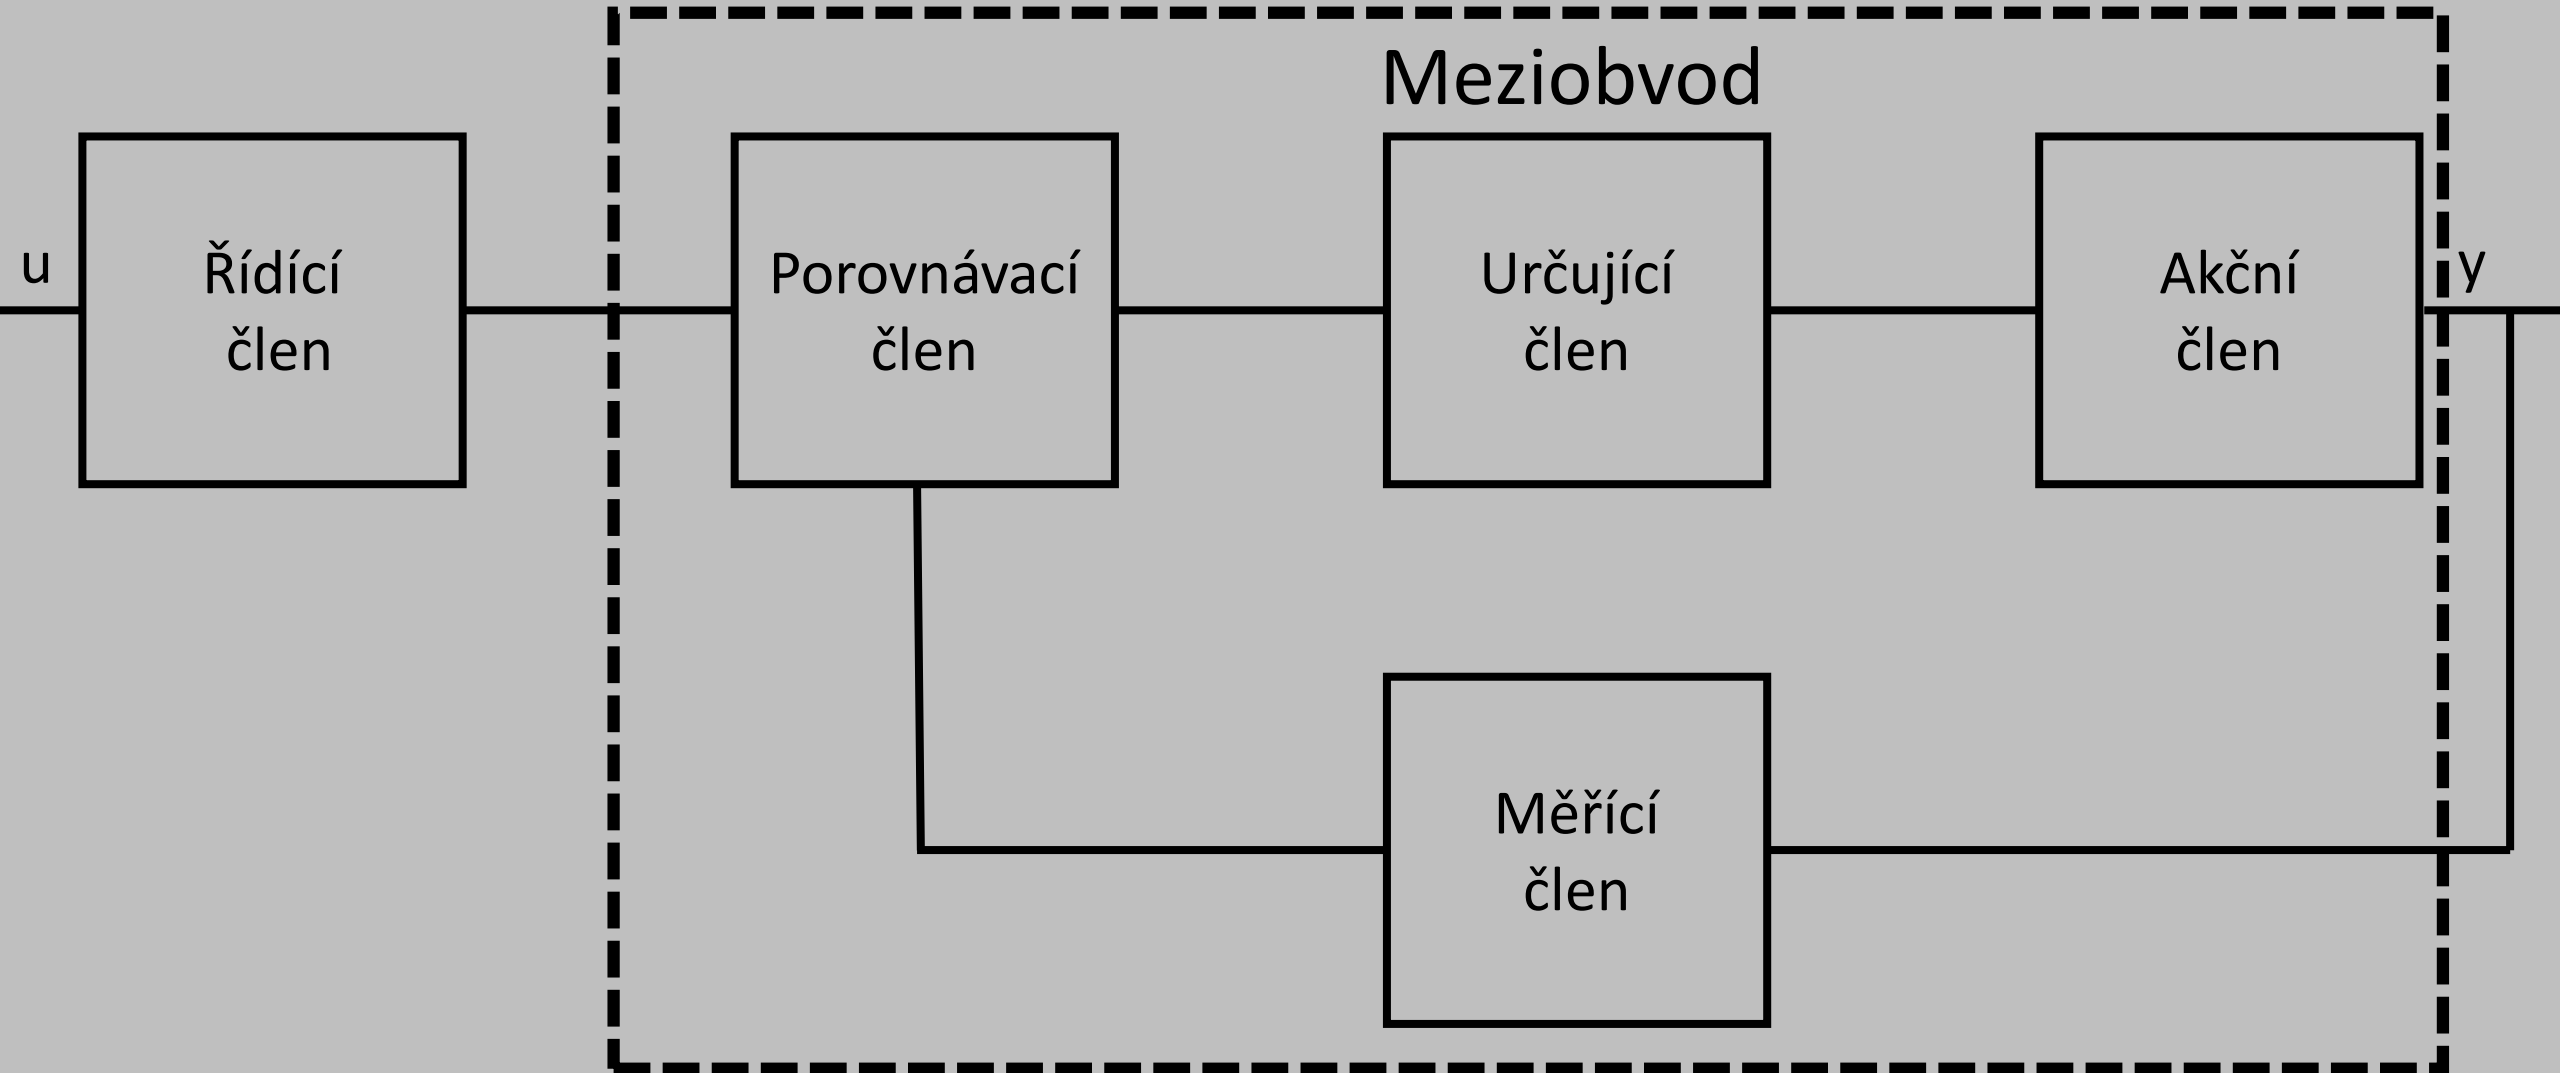 Meziobvod
u
Řídící
člen
Porovnávací
člen
Určující
člen
Akční
člen
y
Měřící
člen